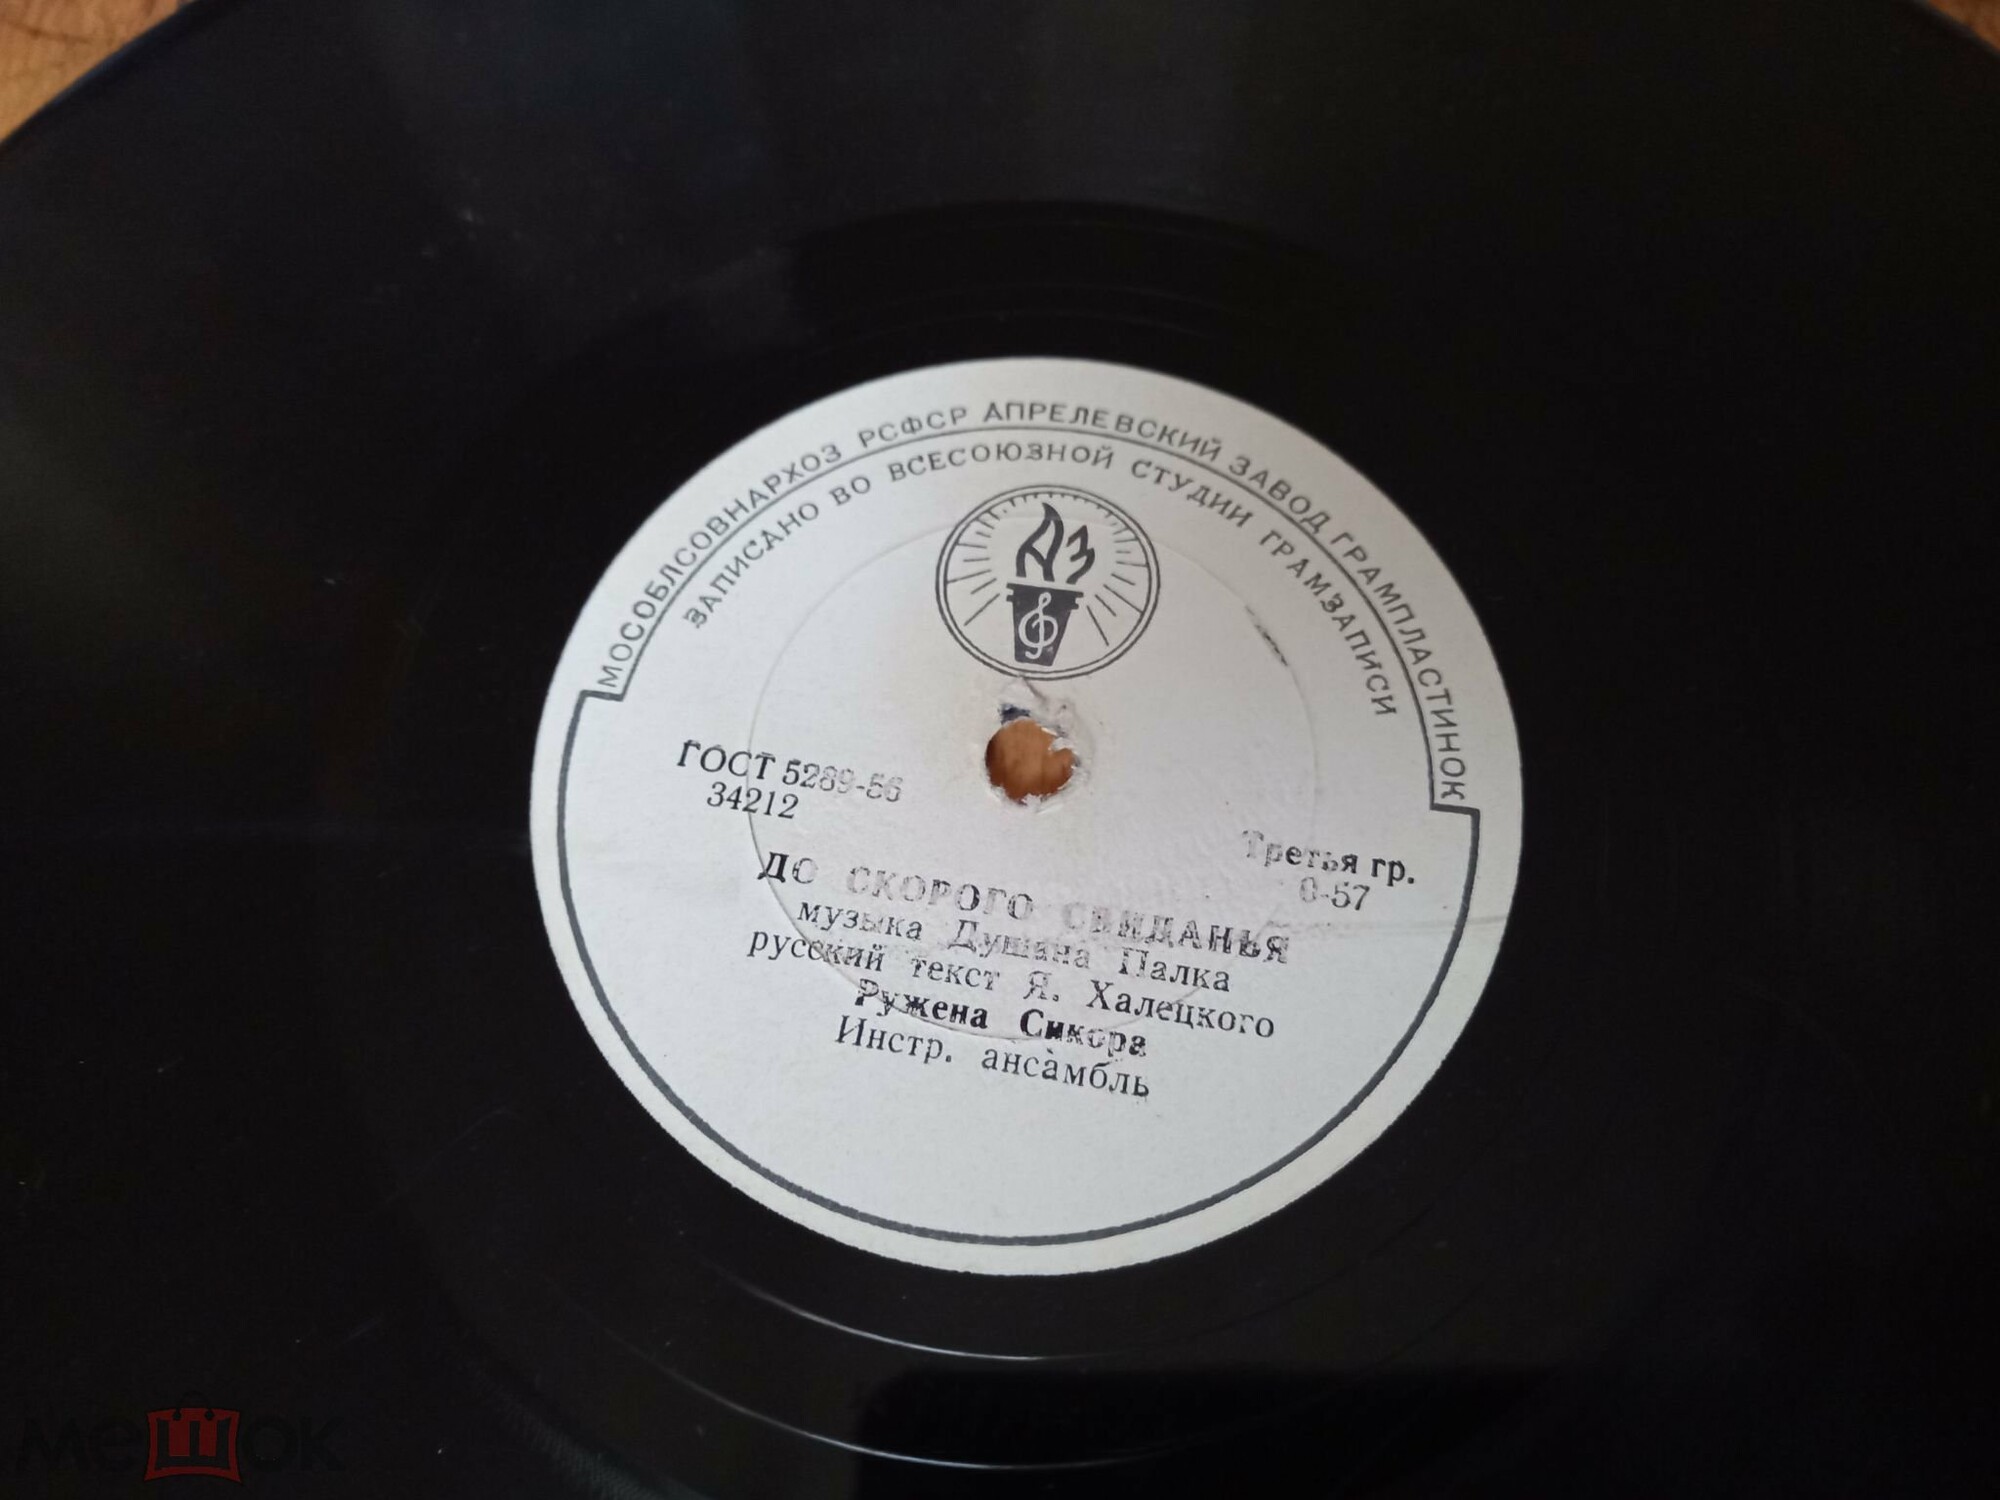 МОСОБЛСОВНАРХОЗ РСФСР АПРЕЛЕВСКИЙ ЗАВОД ГРАМПЛАСТИНОК
ЗАПИСАНО ВО ВСЕСОЮЗНОЙ СТУДИИ ГРАМЗАПИСИ
АЗ
ГОСТ 5289-56
34212
Третья гр.
0-57
ДО СКОРОГО СВИДАНЬЯ
музыка Душана Палка
русский текст Я. Халецкого
Ружена Сикора
Инстр. ансамбль
мешок